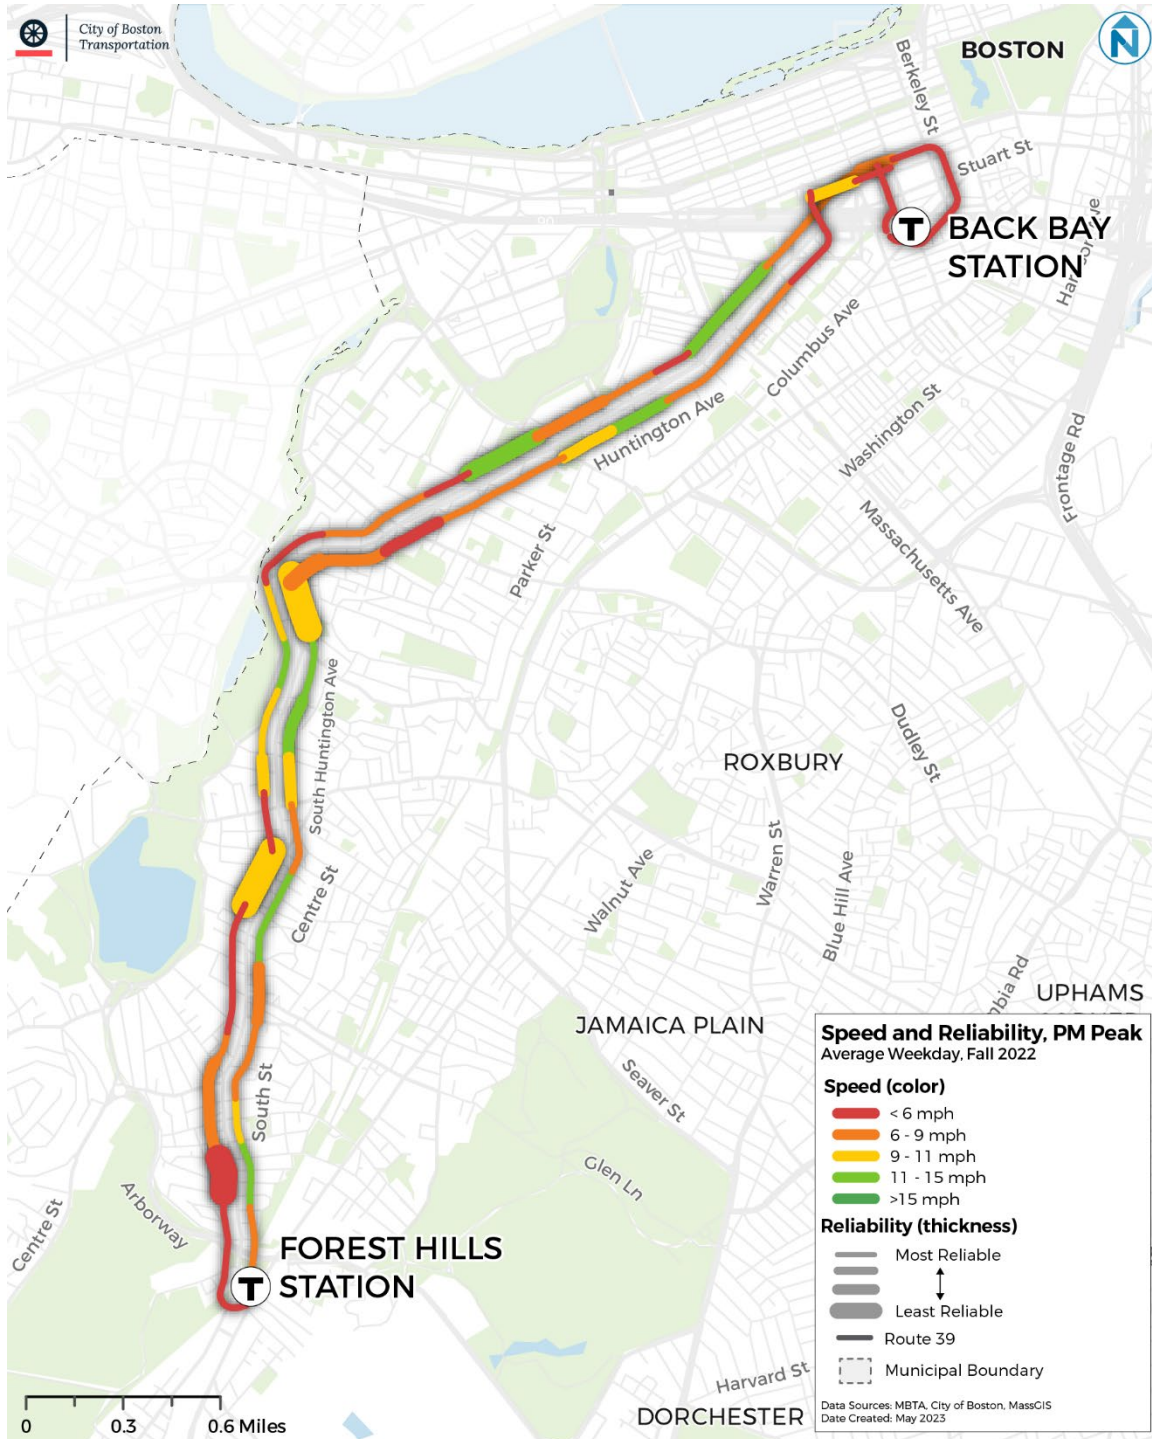 City of Boston
Transportation
N
BOSTON
Berkeley St
Stuart St
T
BACK BAY
STATION
Columbus Ave
Huntington Ave
Washington St
Frontage Rd
Massachusetts Ave
Parker St
South Huntington Ave
Dudley St
ROXBURY
Warren St
Walnut Ave
Blue Hill Ave
Centre St
UPHAMS
JAMAICA PLAIN
South St
Seaver St
Glen Ln
Arborway
Centre St
FOREST HILLS
STATION
T
Harvard St
DORCHESTER
0
0.3
0.6 Miles
Speed and Reliability, PM Peak
Average Weekday, Fall 2022
Speed (color)
< 6 mph
6 - 9 mph
9 - 11 mph
11 - 15 mph
>15 mph
Reliability (thickness)
Most Reliable
Least Reliable
Route 39
Municipal Boundary
Data Sources: MBTA, City of Boston, MassGIS
Date Created: May 2023